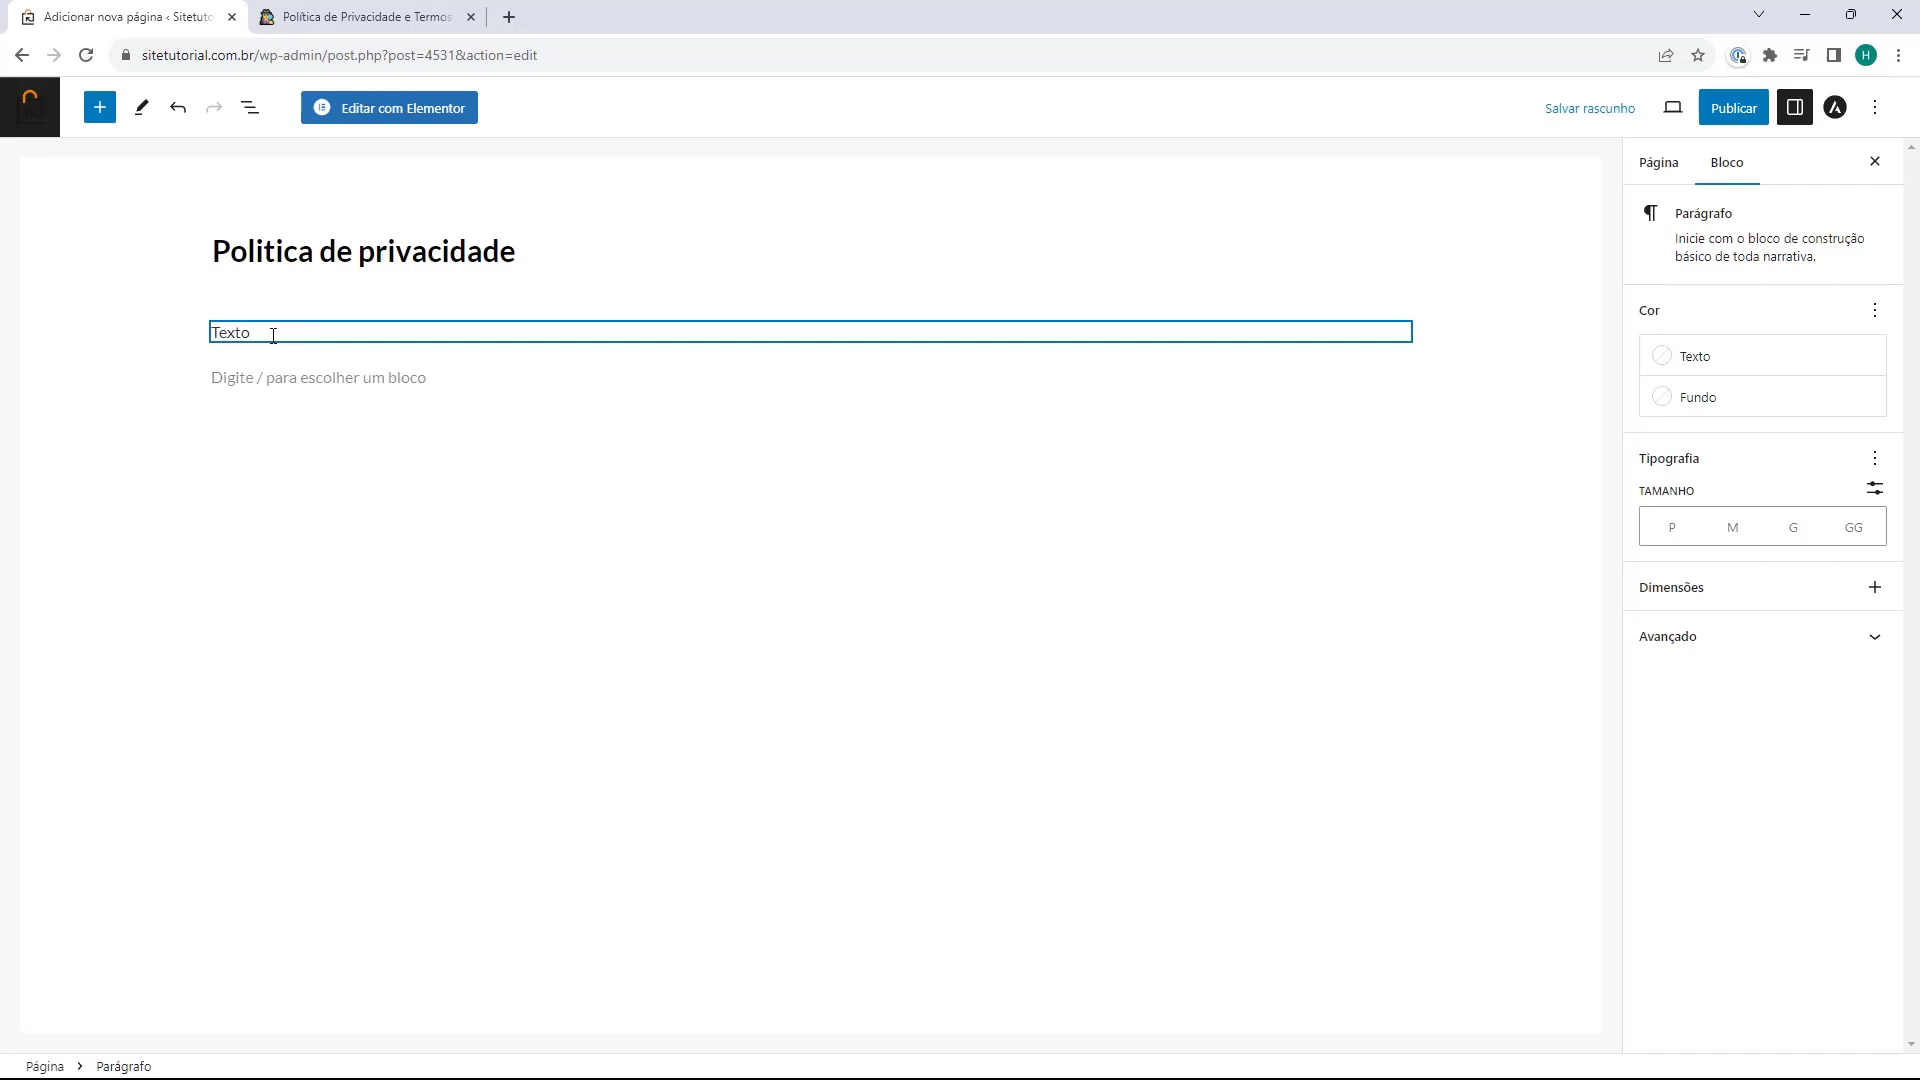 Adicionar nova página ‹ Sitetuto
Política de Privacidade e Termos
sitetutorial.com.br/wp-admin/post.php?post=4531&action=edit
H
Editar com Elementor
Salvar rascunho
Publicar
Página
Bloco
Politica de privacidade
Texto
Digite / para escolher um bloco
Parágrafo
Inicie com o bloco de construção
básico de toda narrativa.
Cor
Texto
Fundo
Tipografia
TAMANHO
P M G GG
Dimensões
Avançado
Página > Parágrafo